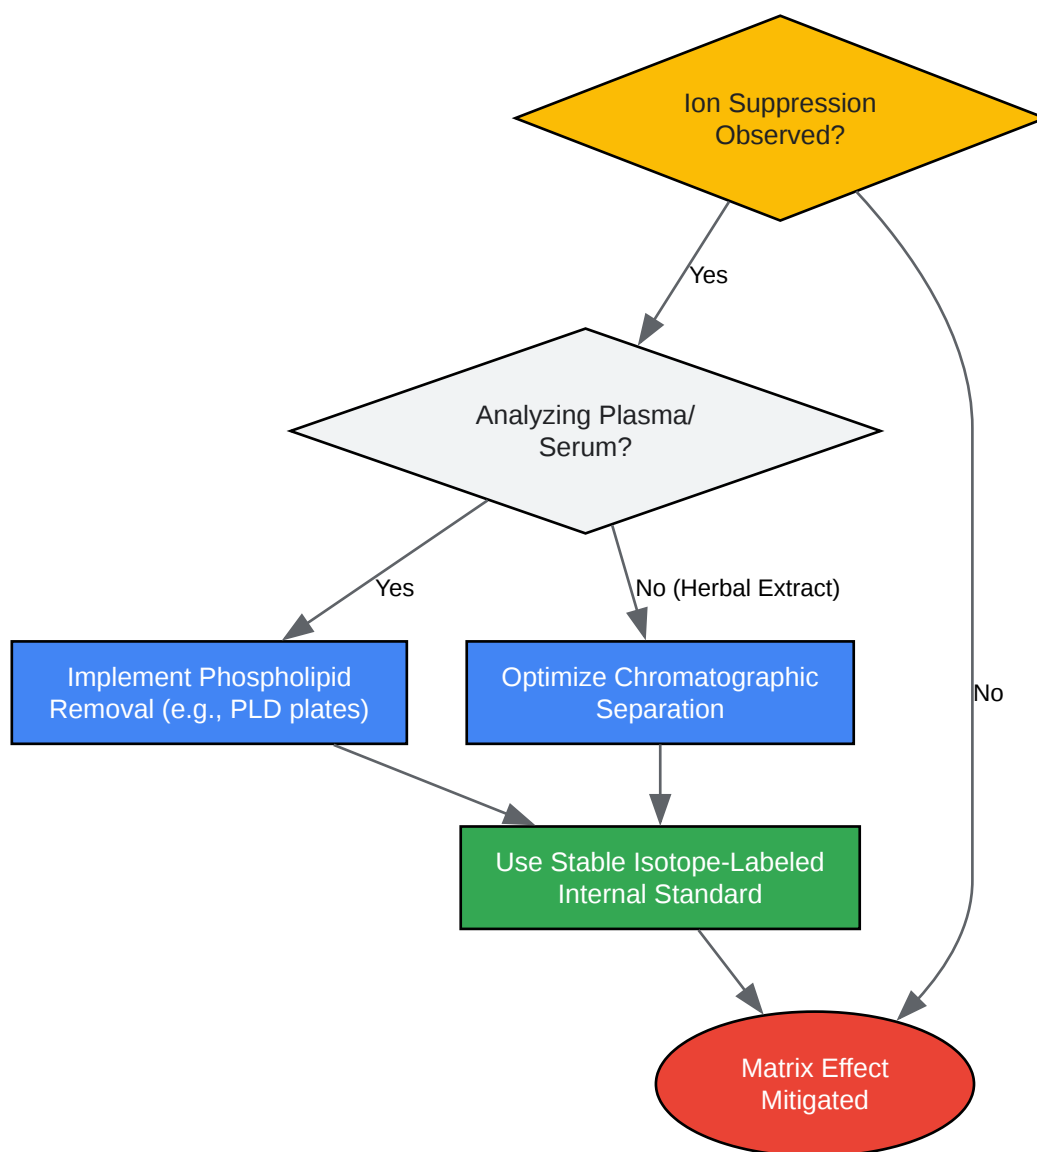 Ion Suppression
Observed?
Yes
Analyzing Plasma/
Serum?
Yes
No (Herbal Extract)
Implement Phospholipid
Removal (e.g., PLD plates)
Optimize Chromatographic
Separation
No
Use Stable Isotope-Labeled
Internal Standard
Matrix Effect
Mitigated